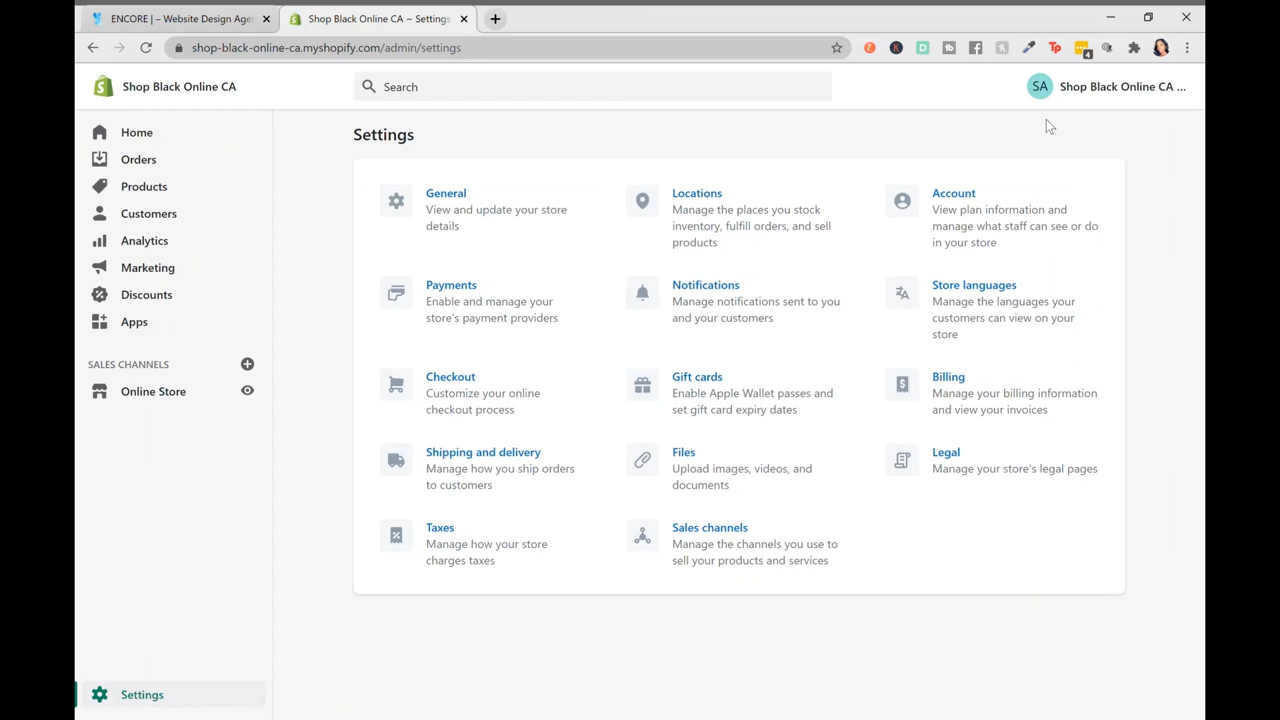 ENCORE | – Website Design Age
Shop Black Online CA ~ Settings
shop-black-online-ca.myshopify.com/admin/settings
Tp
4
Shop Black Online CA
Search
SA
Shop Black Online CA ...
Home
Orders
Products
Customers
Analytics
Marketing
Discounts
Apps
SALES CHANNELS
Online Store
Settings
Settings
General
View and update your store
details
Locations
Manage the places you stock
inventory, fulfill orders, and sell
products
Account
View plan information and
manage what staff can see or do
in your store
Payments
Enable and manage your
store's payment providers
Notifications
Manage notifications sent to you
and your customers
Store languages
Manage the languages your
customers can view on your
store
Checkout
Customize your online
checkout process
Gift cards
Enable Apple Wallet passes and
set gift card expiry dates
Billing
Manage your billing information
and view your invoices
Shipping and delivery
Manage how you ship orders
to customers
Files
Upload images, videos, and
documents
Legal
Manage your store's legal pages
Taxes
Manage how your store
charges taxes
Sales channels
Manage the channels you use to
sell your products and services